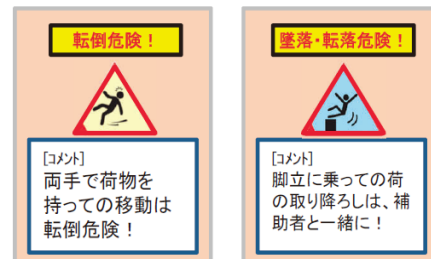 転倒危険！
[コメント]
両手で荷物を
持っての移動は
転倒危険！
墜落・転落危険！
[コメント]
脚立に乗っての荷
の取り降ろしは、補
助者と一緒に！